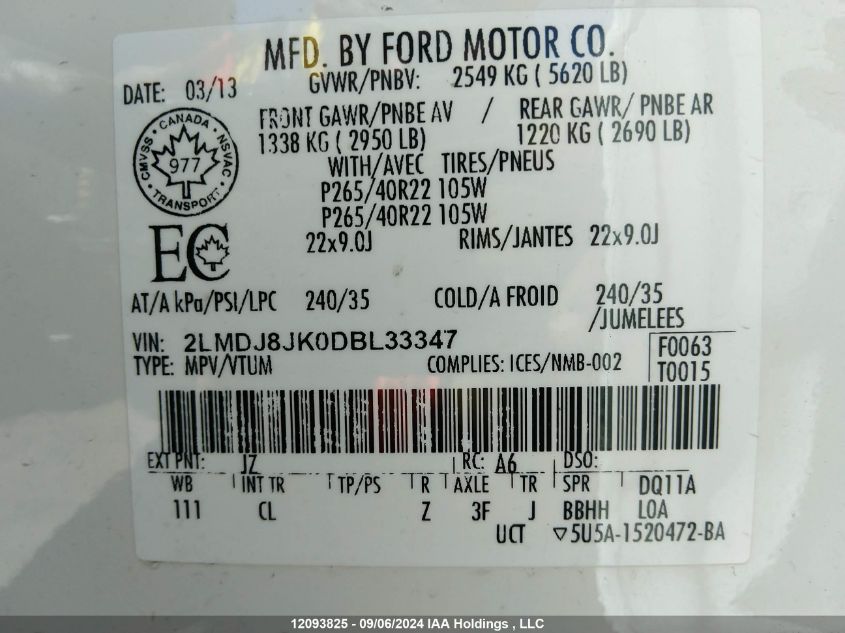 MFD. BY FORD MOTOR CO.
DATE: 03/13
GVWR/PNBV: 2549 KG ( 5620 LB)
FRONT GAWR/PNBE AV / REAR GAWR/ PNBE AR
1338 KG ( 2950 LB) 1220 KG ( 2690 LB)
WITH/AVEC TIRES/PNEUS
P265/40R22 105W
P265/40R22 105W
22x9.0J RIMS/JANTES 22x9.0J
CMVSS · CANADA · NSVAC
977
TRANSPORT
EC
AT/A kPa/PSI/LPC 240/35 COLD/A FROID 240/35
/JUMELEES
VIN: 2LMDJ8JK0DBL33347
TYPE: MPV/VTUM COMPLIES: ICES/NMB-002
F0063
T0015
EXT PNT: JZ RC: A6 DSO:
WB INT TR TP/PS R AXLE TR SPR DQ11A
111 CL Z 3F J BBHH LOA
UCT ▽5U5A-1520472-BA
12093825 - 09/06/2024 IAA Holdings , LLC